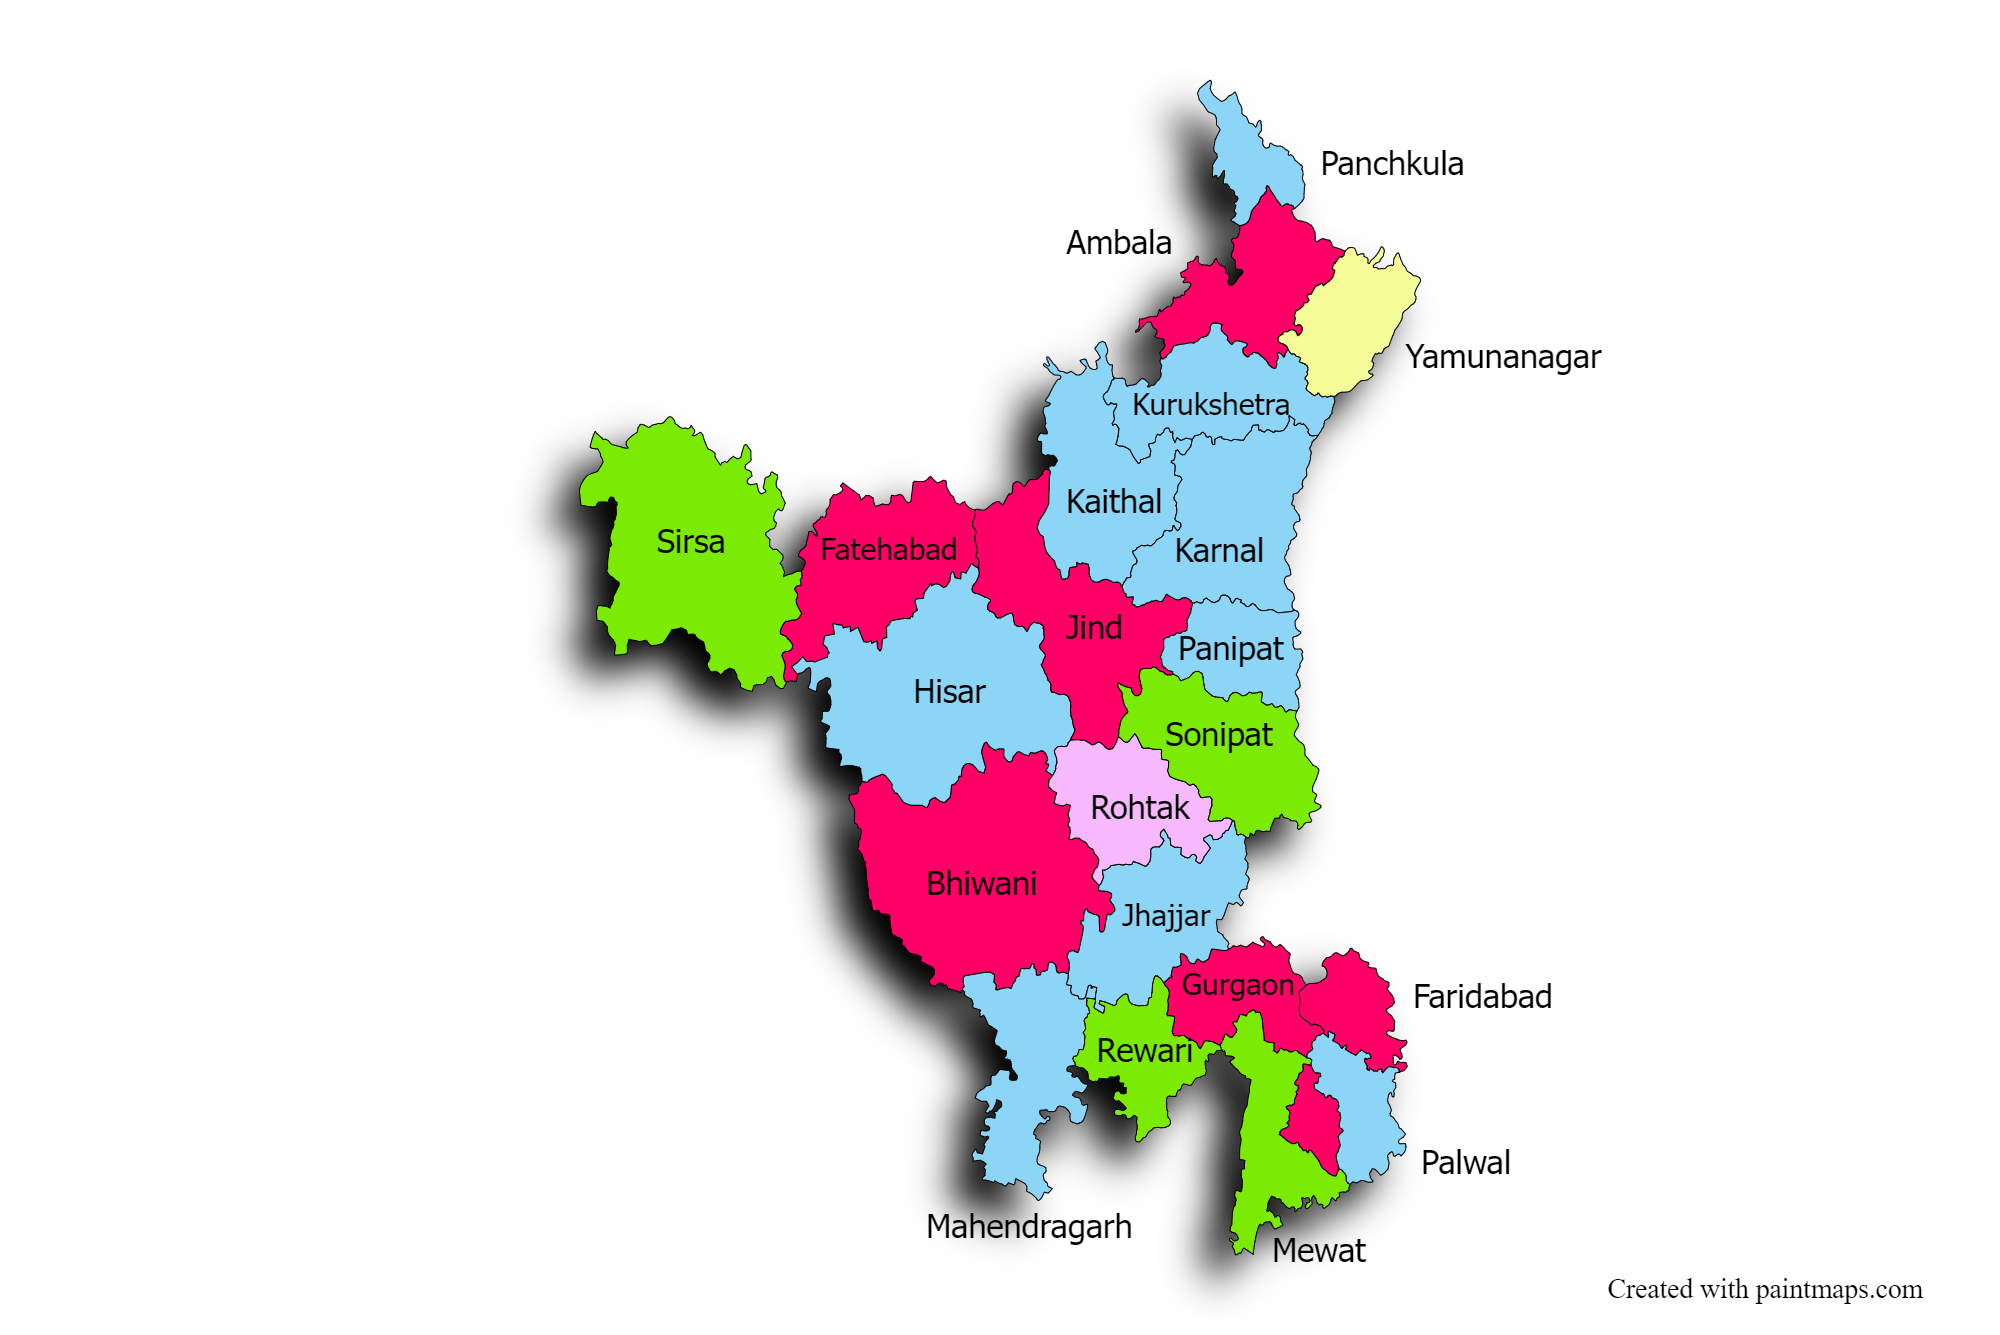 Panchkula
Ambala
Yamunanagar
Kurukshetra
Kaithal
Sirsa
Fatehabad
Karnal
Jind
Panipat
Hisar
Sonipat
Rohtak
Bhiwani
Jhajjar
Gurgaon
Faridabad
Rewari
Palwal
Mahendragarh
Mewat
Created with paintmaps.com